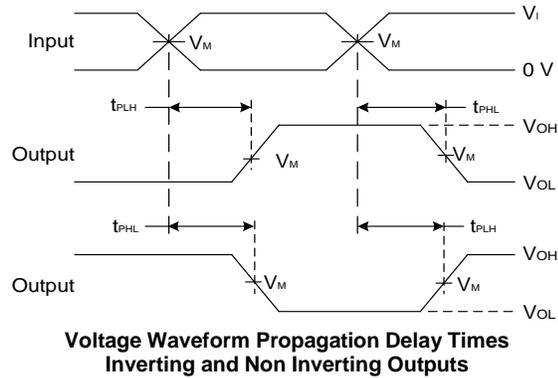 VI
Input
VM
VM
0 V
tPLH
tPHL
VOH
Output
VM
VM
VOL
tPHL
tPLH
VOH
Output
VM
VM
VOL
Voltage Waveform Propagation Delay Times
Inverting and Non Inverting Outputs